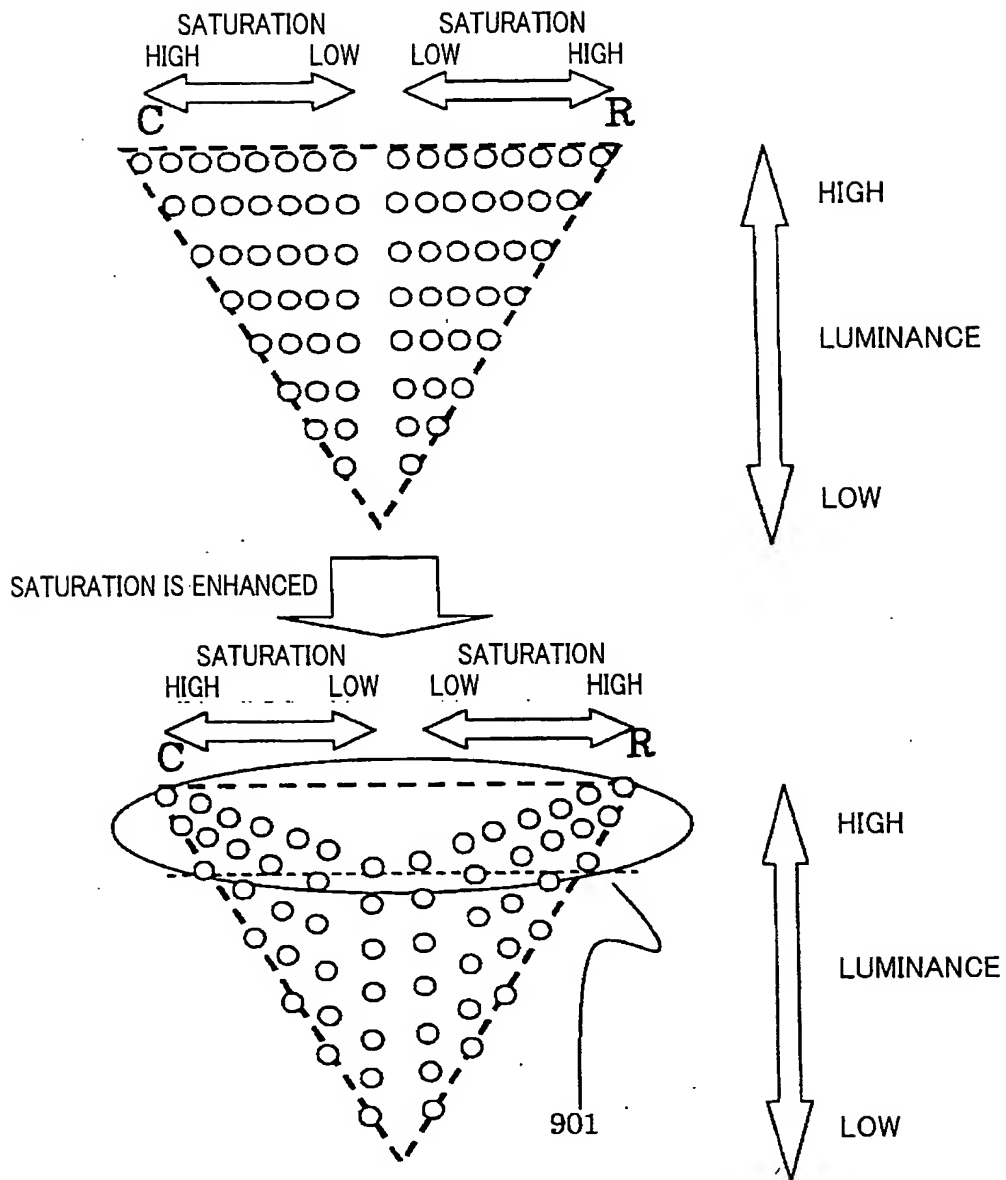 SATURATION SATURATION
HIGH LOW LOW HIGH
C R
HIGH
LUMINANCE
LOW
SATURATION IS ENHANCED
SATURATION SATURATION
HIGH LOW LOW HIGH
C R
HIGH
LUMINANCE
901
LOW